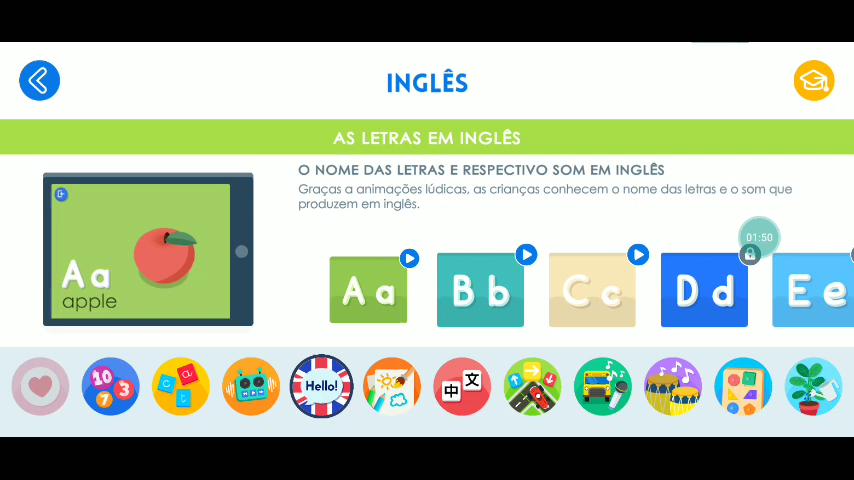 INGLÊS
AS LETRAS EM INGLÊS
O NOME DAS LETRAS E RESPECTIVO SOM EM INGLÊS
Graças a animações lúdicas, as crianças conhecem o nome das letras e o som que
produzem em inglês.
Aa
apple
01:50
Aa
Bb
Cc
Dd
Ee
10
3
7
a
c
t
Hello!
中
文